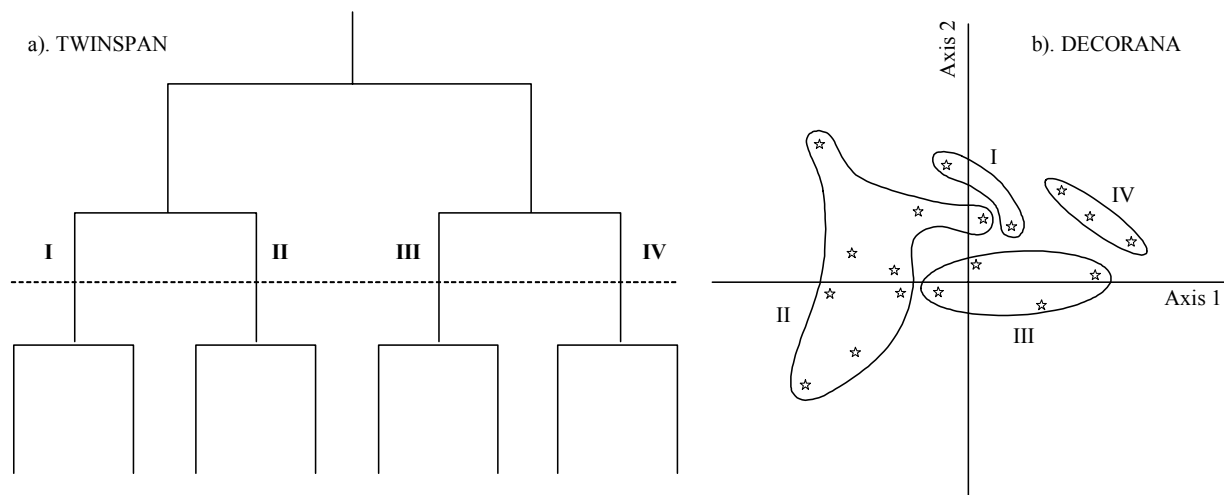 a). TWINSPAN
I
II
III
IV
b). DECORANA
Axis 2
I
IV
Axis 1
II
III